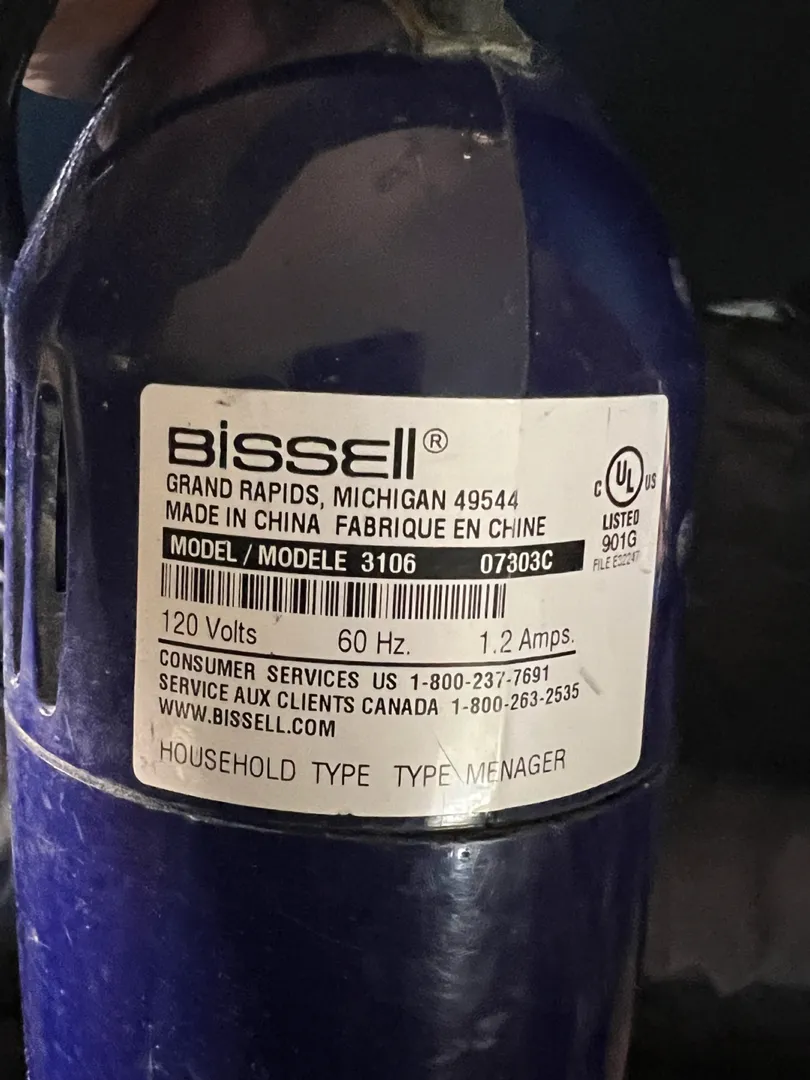 BISSELL®
GRAND RAPIDS, MICHIGAN 49544
MADE IN CHINA FABRIQUE EN CHINE
MODEL / MODELE 3106 07303C
120 Volts 60 Hz. 1.2 Amps.
CONSUMER SERVICES US 1-800-237-7691
SERVICE AUX CLIENTS CANADA 1-800-263-2535
WWW.BISSELL.COM
HOUSEHOLD TYPE TYPE MENAGER
C UL US
LISTED
901G
FILE